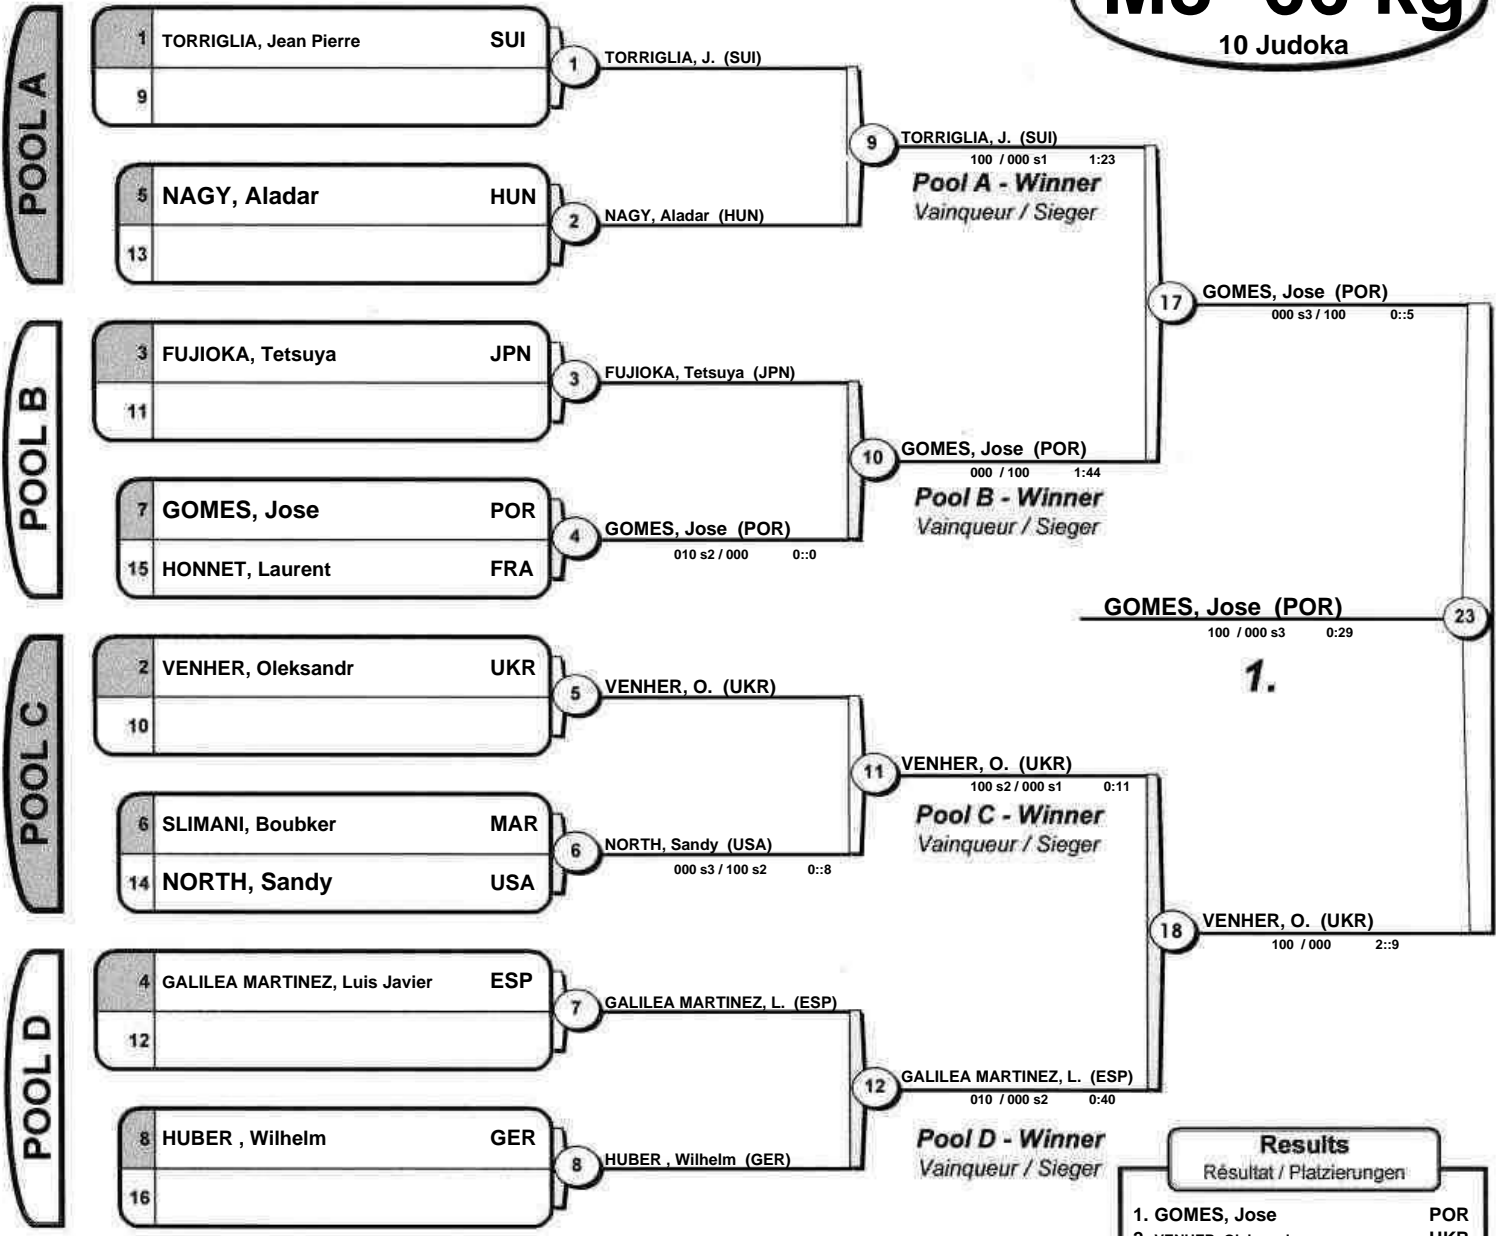 M3 -66 kg
10 Judoka
POOL A
1 TORRIGLIA, Jean Pierre SUI
9
5 NAGY, Aladar HUN
13
1 TORRIGLIA, J. (SUI)
2 NAGY, Aladar (HUN)
9 TORRIGLIA, J. (SUI)
100 / 000 s1 1:23
Pool A - Winner
Vainqueur / Sieger
POOL B
3 FUJIOKA, Tetsuya JPN
11
7 GOMES, Jose POR
15 HONNET, Laurent FRA
3 FUJIOKA, Tetsuya (JPN)
4 GOMES, Jose (POR)
010 s2 / 000 0::0
10 GOMES, Jose (POR)
000 / 100 1:44
Pool B - Winner
Vainqueur / Sieger
17 GOMES, Jose (POR)
000 s3 / 100 0::5
GOMES, Jose (POR) 23
100 / 000 s3 0:29
1.
POOL C
2 VENHER, Oleksandr UKR
10
6 SLIMANI, Boubker MAR
14 NORTH, Sandy USA
5 VENHER, O. (UKR)
6 NORTH, Sandy (USA)
000 s3 / 100 s2 0::8
11 VENHER, O. (UKR)
100 s2 / 000 s1 0:11
Pool C - Winner
Vainqueur / Sieger
18 VENHER, O. (UKR)
100 / 000 2::9
POOL D
4 GALILEA MARTINEZ, Luis Javier ESP
12
8 HUBER , Wilhelm GER
16
7 GALILEA MARTINEZ, L. (ESP)
8 HUBER , Wilhelm (GER)
12 GALILEA MARTINEZ, L. (ESP)
010 / 000 s2 0:40
Pool D - Winner
Vainqueur / Sieger
Results
Résultat / Platzierungen
1. GOMES, Jose POR
2. VENHER, Oleksandr UKR